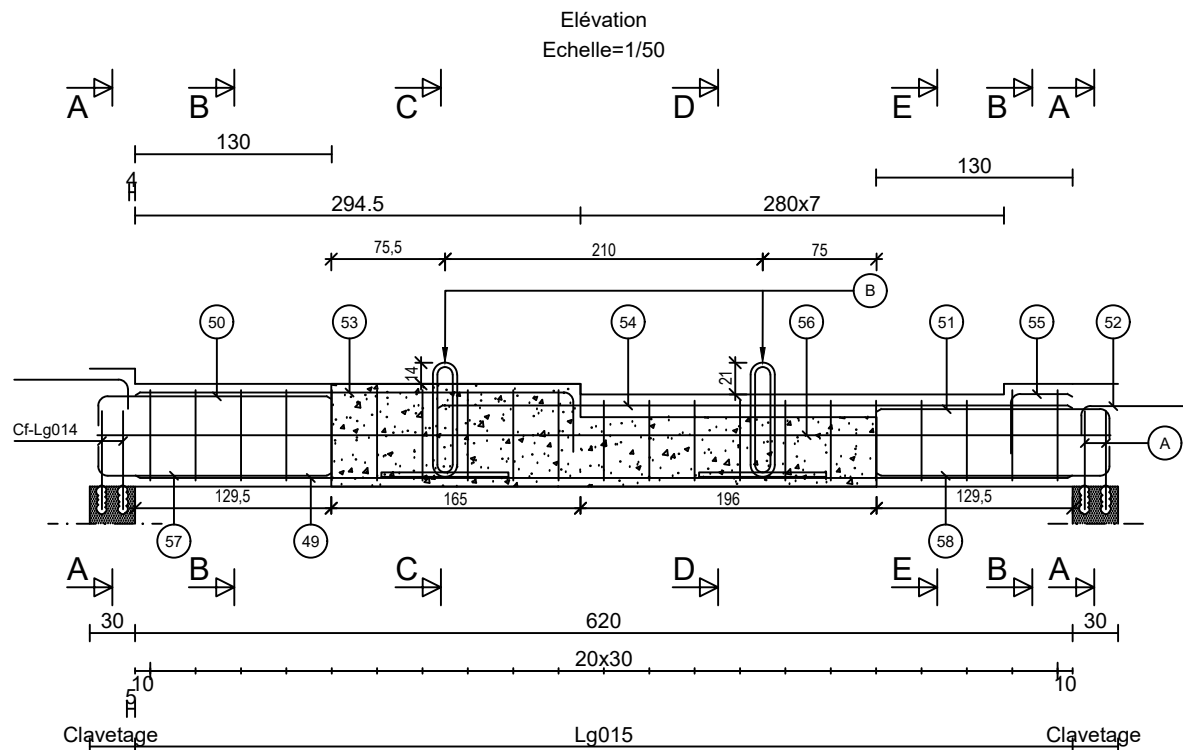 Elévation
Echelle=1/50
A B C D E B A
130
130
4
294.5 280x7
75,5 210 75
B
50 53 54 56 51 55 52
14 21
Cf-Lg014
A
129,5 165 196 129,5
57 49 58
A B C D E B A
30 620 30
20x30
10 10
5
Clavetage Lg015 Clavetage